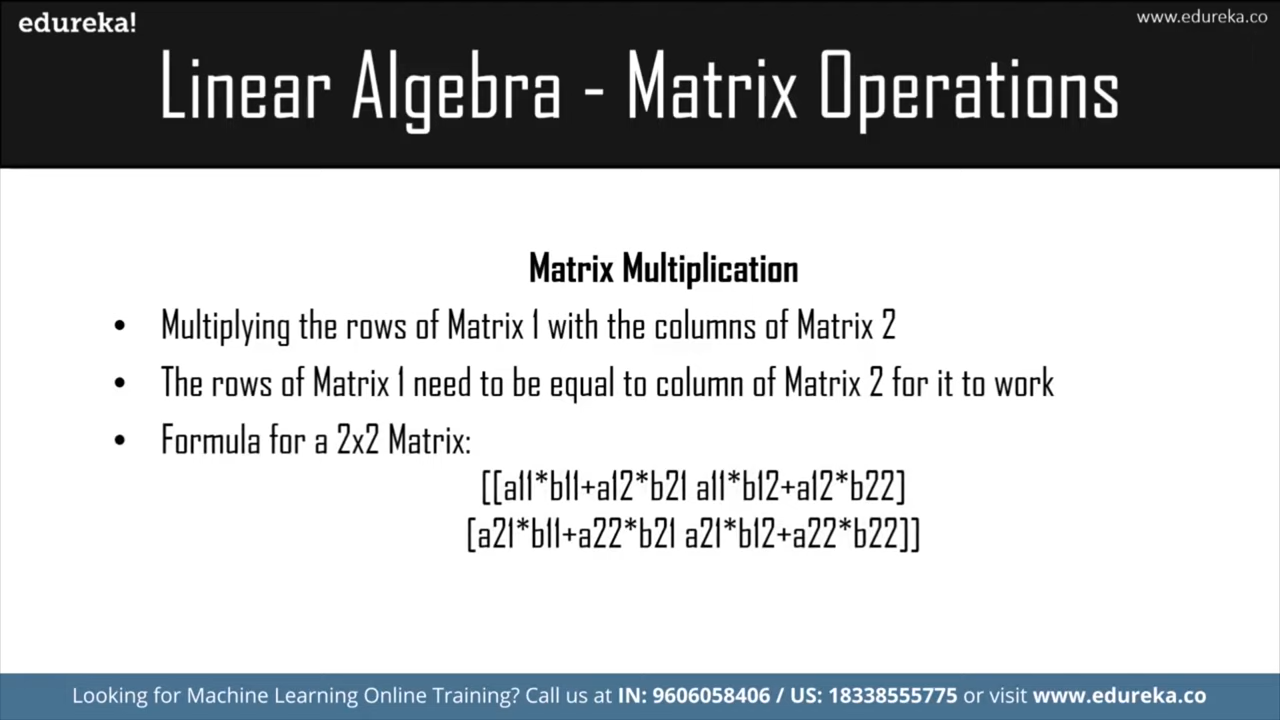 edureka!
www.edureka.co
Linear Algebra - Matrix Operations
Matrix Multiplication
• Multiplying the rows of Matrix 1 with the columns of Matrix 2
• The rows of Matrix 1 need to be equal to column of Matrix 2 for it to work
• Formula for a 2x2 Matrix:
[[a11*b11+a12*b21 a11*b12+a12*b22]
[a21*b11+a22*b21 a21*b12+a22*b22]]
Looking for Machine Learning Online Training? Call us at IN: 9606058406 / US: 18338555775 or visit www.edureka.co